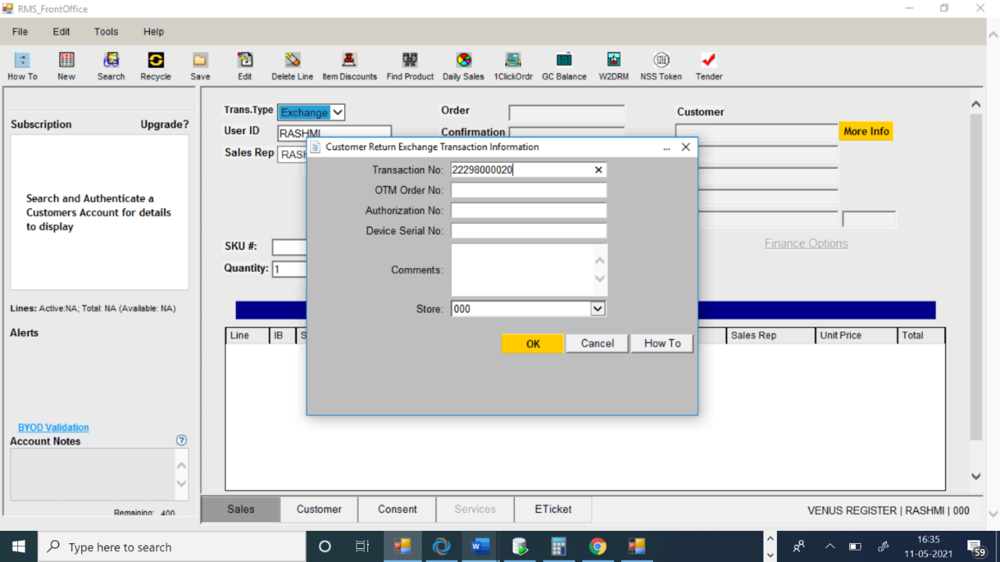 RMS_FrontOffice
File Edit Tools Help
How To New Search Recycle Save Edit Delete Line Item Discounts Find Product Daily Sales 1ClickOrdr GC Balance W2DRM NSS Token Tender
Subscription Upgrade?
Search and Authenticate a
Customers Account for details
to display
Lines: Active:NA; Total: NA (Available: NA)
Alerts
BYOD Validation
Account Notes
Remaining: 400
Trans.Type Exchange Order Customer
User ID RASHMI Confirmation More Info
Sales Rep
SKU #:
Quantity: 1
Finance Options
Customer Return Exchange Transaction Information ...
Transaction No: 22298000020
OTM Order No:
Authorization No:
Device Serial No:
Comments:
Store: 000
OK Cancel How To
Line IB S Sales Rep Unit Price Total
Sales Customer Consent Services ETicket VENUS REGISTER | RASHMI | 000
Type here to search
16:35
11-05-2021
59